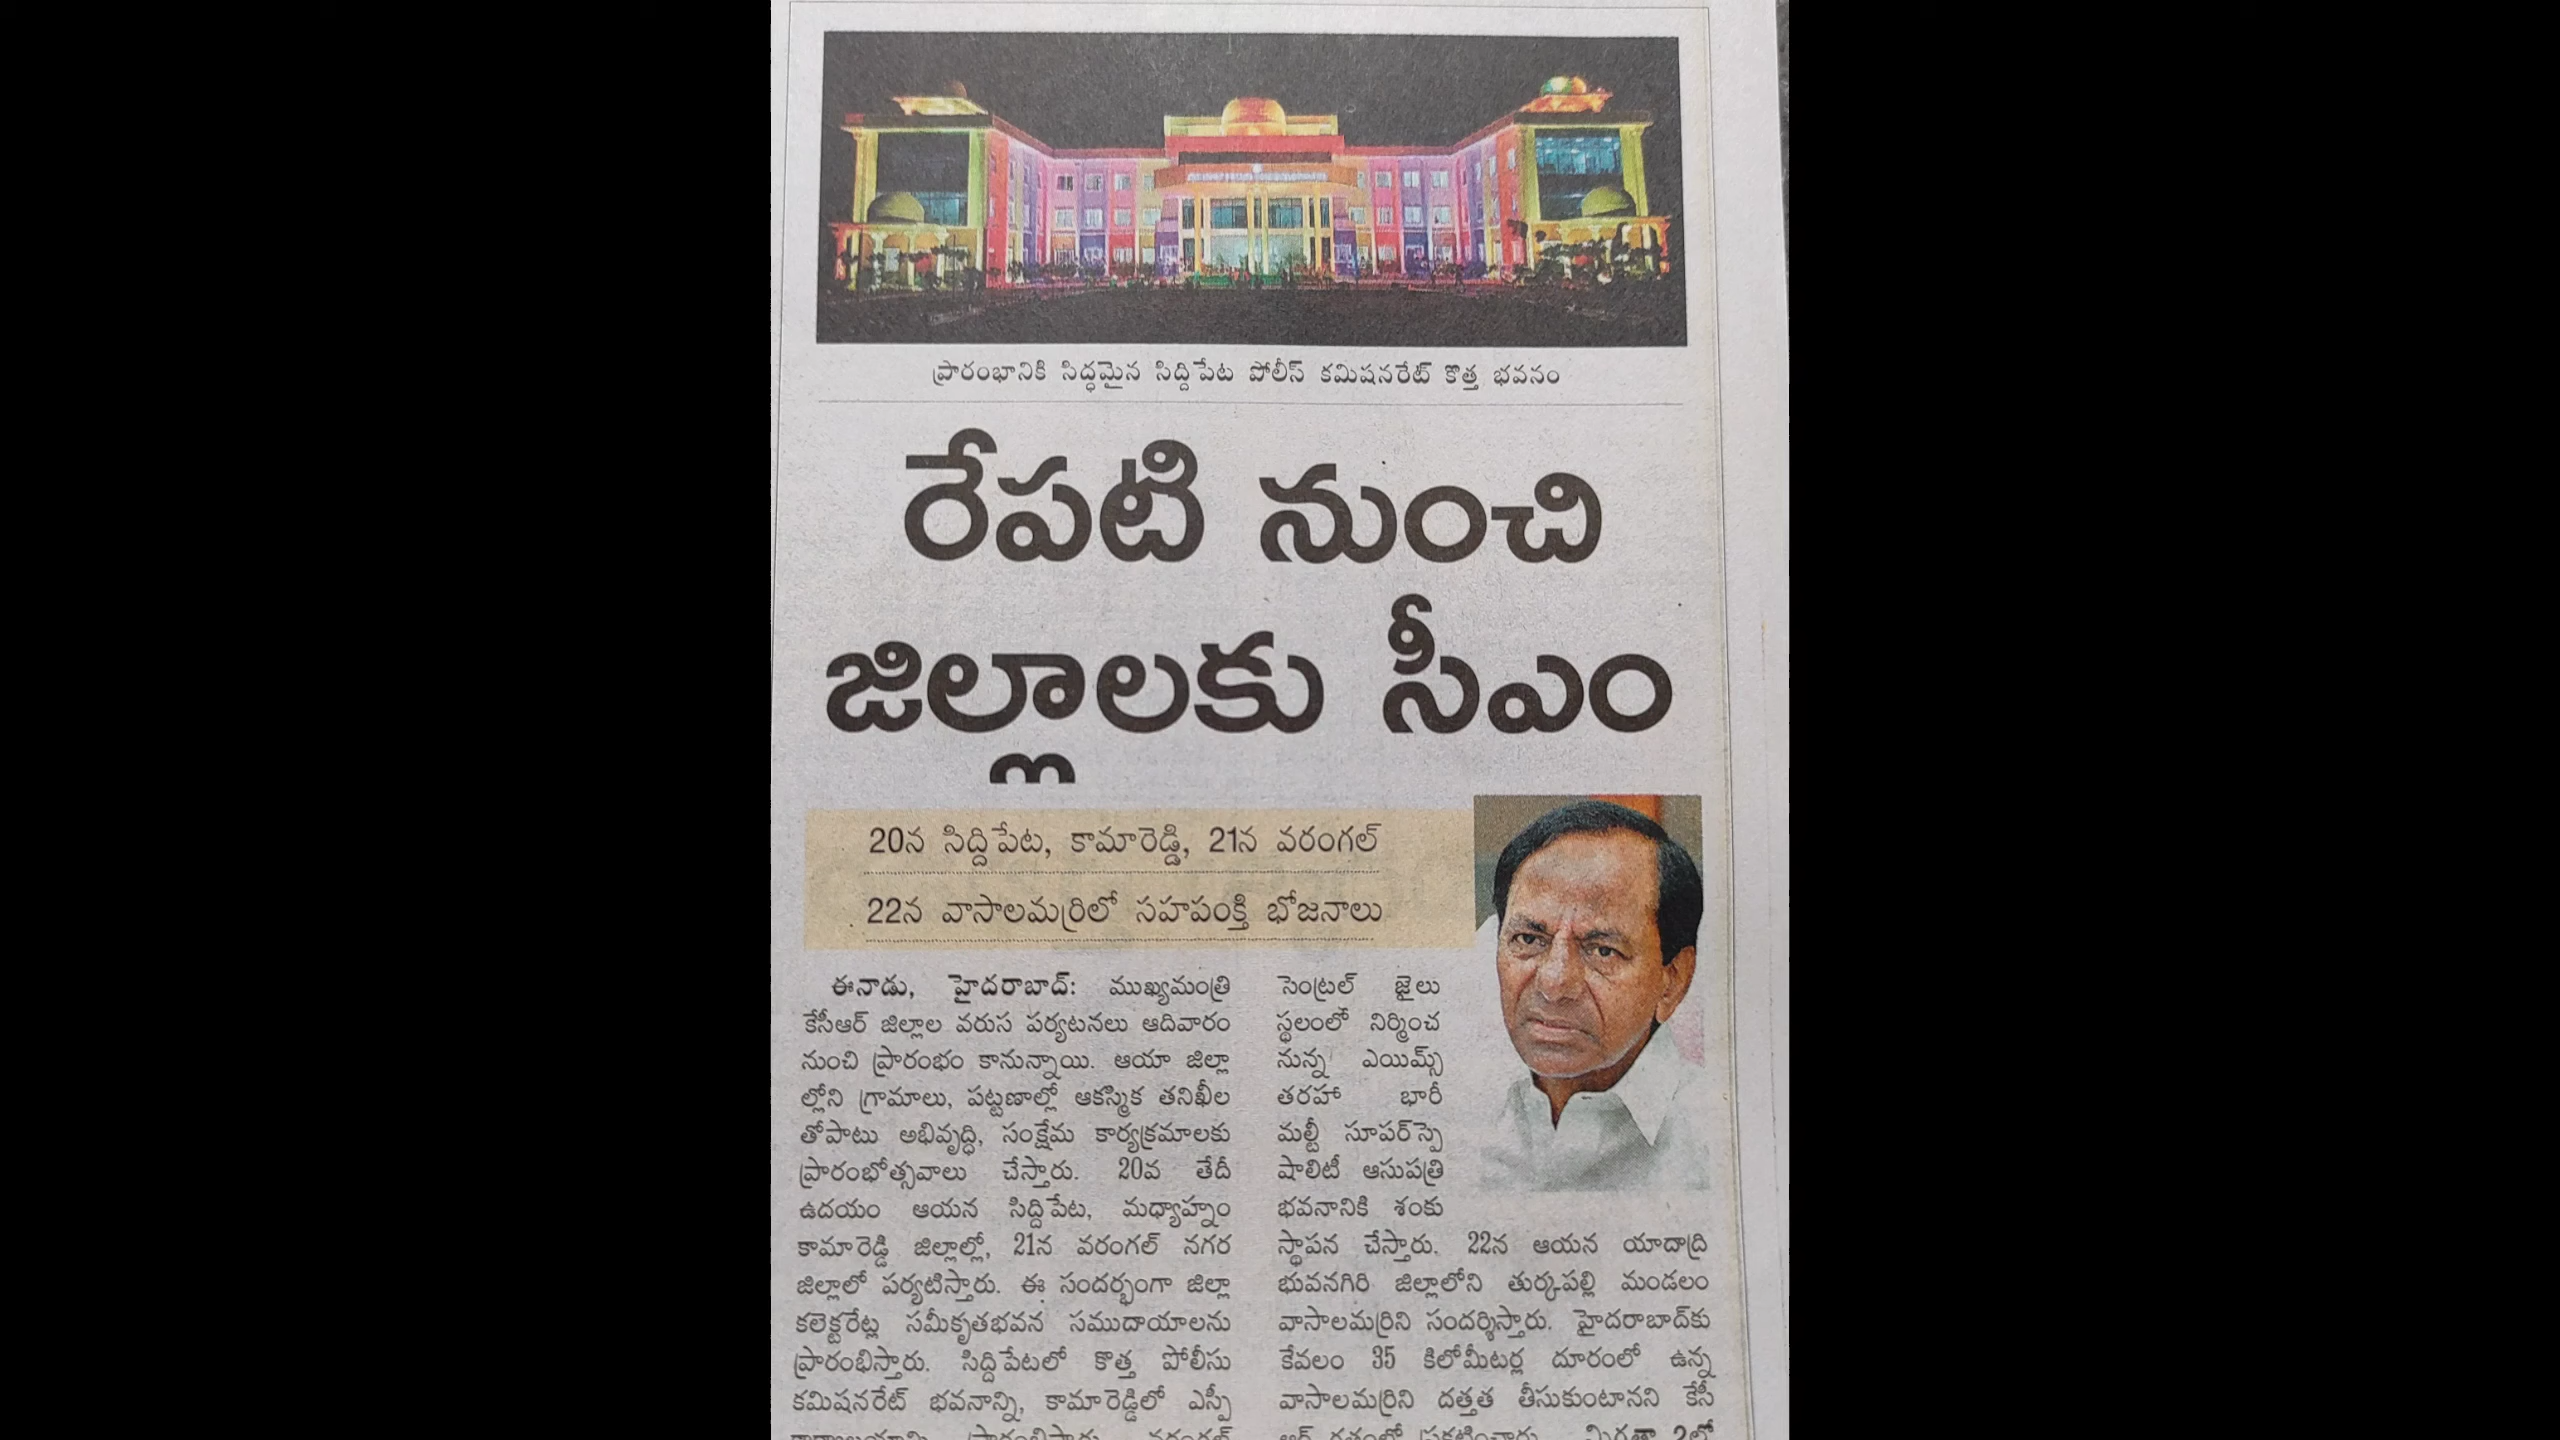 ప్రారంభానికి సిద్ధమైన సిద్దిపేట పోలీస్ కమిషనరేట్ కొత్త భవనం
రేపటి నుంచి
జిల్లాలకు సీఎం
20న సిద్దిపేట, కామారెడ్డి, 21న వరంగల్
22న వాసాలమర్రిలో సహపంక్తి భోజనాలు
ఈనాడు, హైదరాబాద్: ముఖ్యమంత్రి
కేసీఆర్ జిల్లాల వరుస పర్యటనలు ఆదివారం
నుంచి ప్రారంభం కానున్నాయి. ఆయా జిల్లా
ల్లోని గ్రామాలు, పట్టణాల్లో ఆకస్మిక తనిఖీల
తోపాటు అభివృద్ధి, సంక్షేమ కార్యక్రమాలకు
ప్రారంభోత్సవాలు చేస్తారు. 20వ తేదీ
ఉదయం ఆయన సిద్దిపేట, మధ్యాహ్నం
కామారెడ్డి జిల్లాల్లో, 21న వరంగల్ నగర
జిల్లాలో పర్యటిస్తారు. ఈ సందర్భంగా జిల్లా
కలెక్టరేట్ల సమీకృతభవన సముదాయాలను
ప్రారంభిస్తారు. సిద్దిపేటలో కొత్త పోలీసు
కమిషనరేట్ భవనాన్ని, కామారెడ్డిలో ఎస్పీ
సెంట్రల్ జైలు
స్థలంలో నిర్మించ
నున్న ఎయిమ్స్
తరహా భారీ
మల్టీ సూపర్‌స్పె
షాలిటీ ఆసుపత్రి
భవనానికి శంకు
స్థాపన చేస్తారు. 22న ఆయన యాదాద్రి
భువనగిరి జిల్లాలోని తుర్కపల్లి మండలం
వాసాలమర్రిని సందర్శిస్తారు. హైదరాబాద్‌కు
కేవలం 35 కిలోమీటర్ల దూరంలో ఉన్న
వాసాలమర్రిని దత్తత తీసుకుంటానని కేసీ